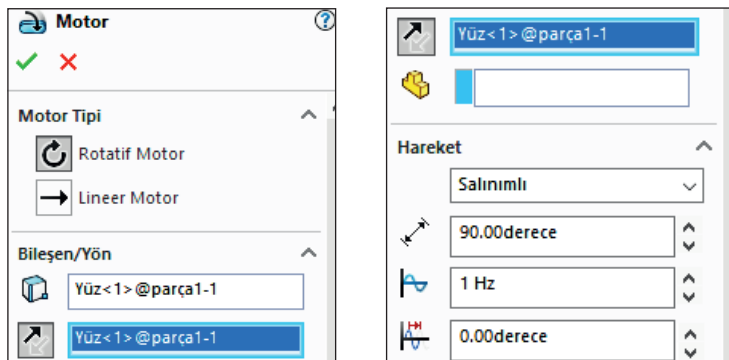 Motor
Motor Tipi
Rotatif Motor
Lineer Motor
Bileşen/Yön
Yüz<1>@parça1-1
Yüz<1>@parça1-1
Yüz<1>@parça1-1
Hareket
Salınımlı
90.00derece
1 Hz
0.00derece